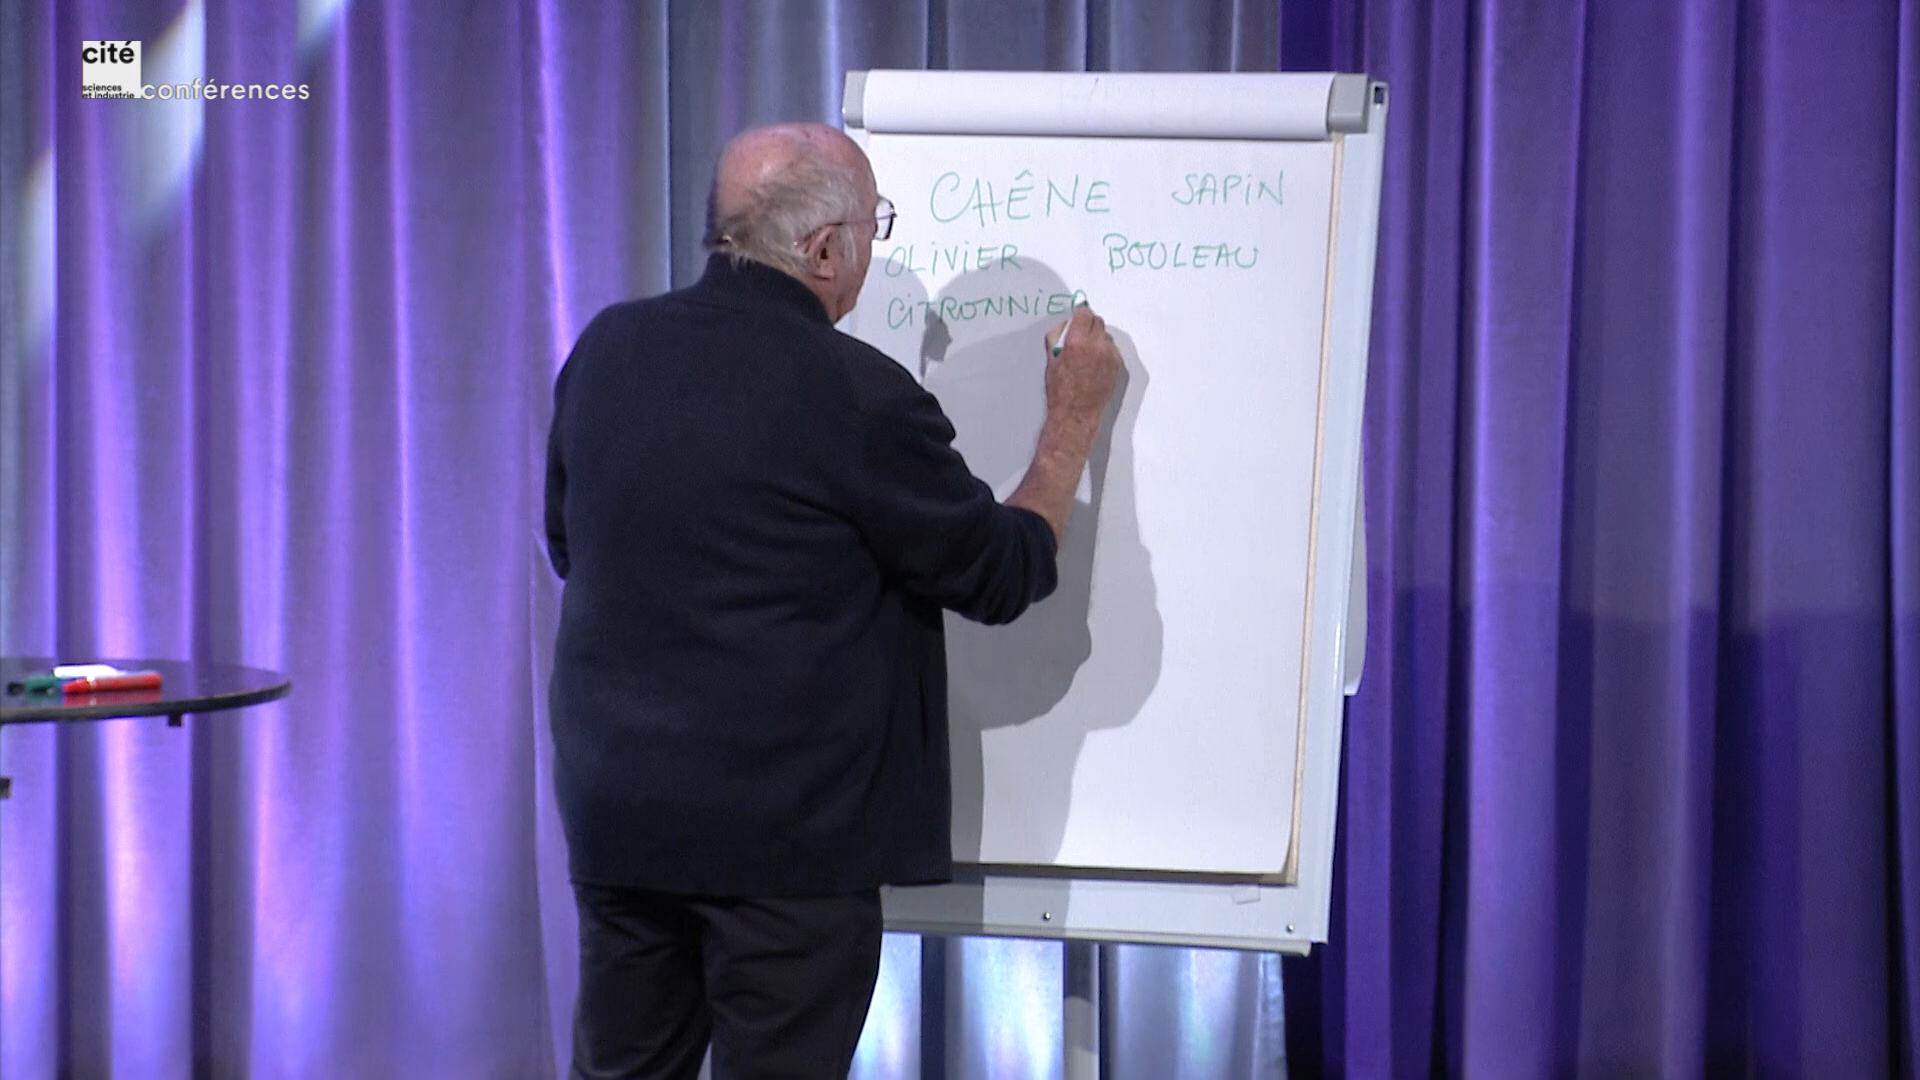 cité
sciences
et industrie
conférences
CHÊNE SAPIN
OLIVIER BOULEAU
CITRONNIER